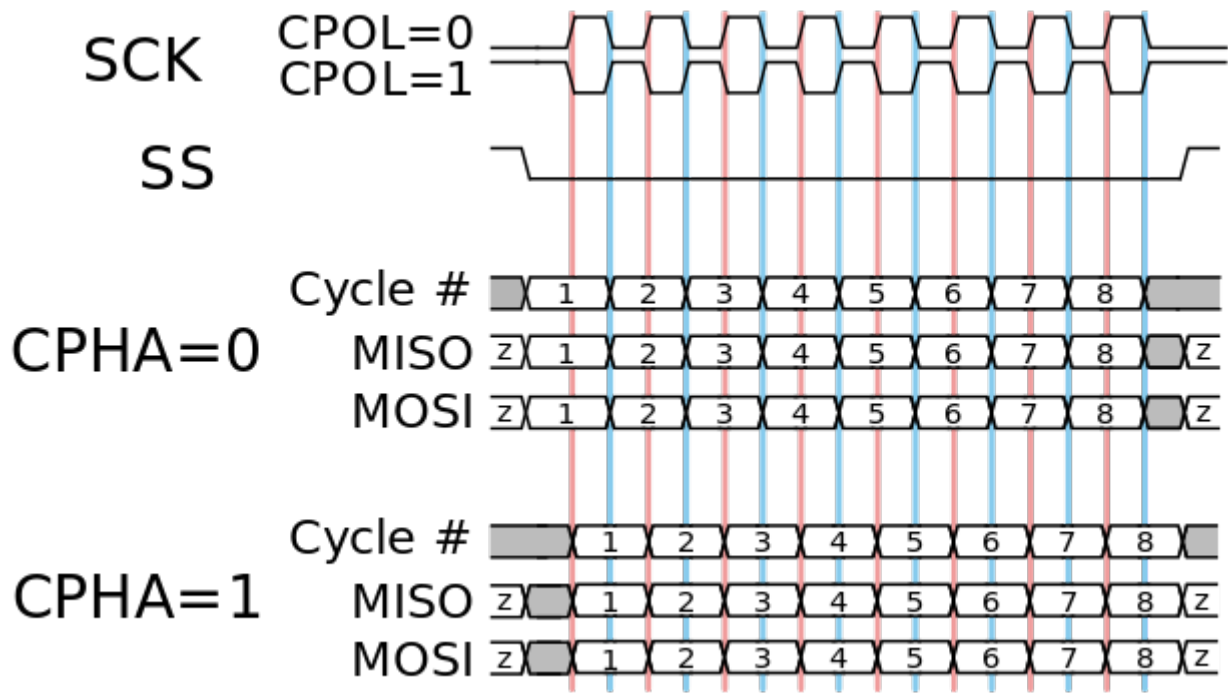 SCK CPOL=0
CPOL=1
SS
Cycle # 1 2 3 4 5 6 7 8
CPHA=0 MISO z 1 2 3 4 5 6 7 8 z
MOSI z 1 2 3 4 5 6 7 8 z
Cycle # 1 2 3 4 5 6 7 8
CPHA=1 MISO z 1 2 3 4 5 6 7 8 z
MOSI z 1 2 3 4 5 6 7 8 z